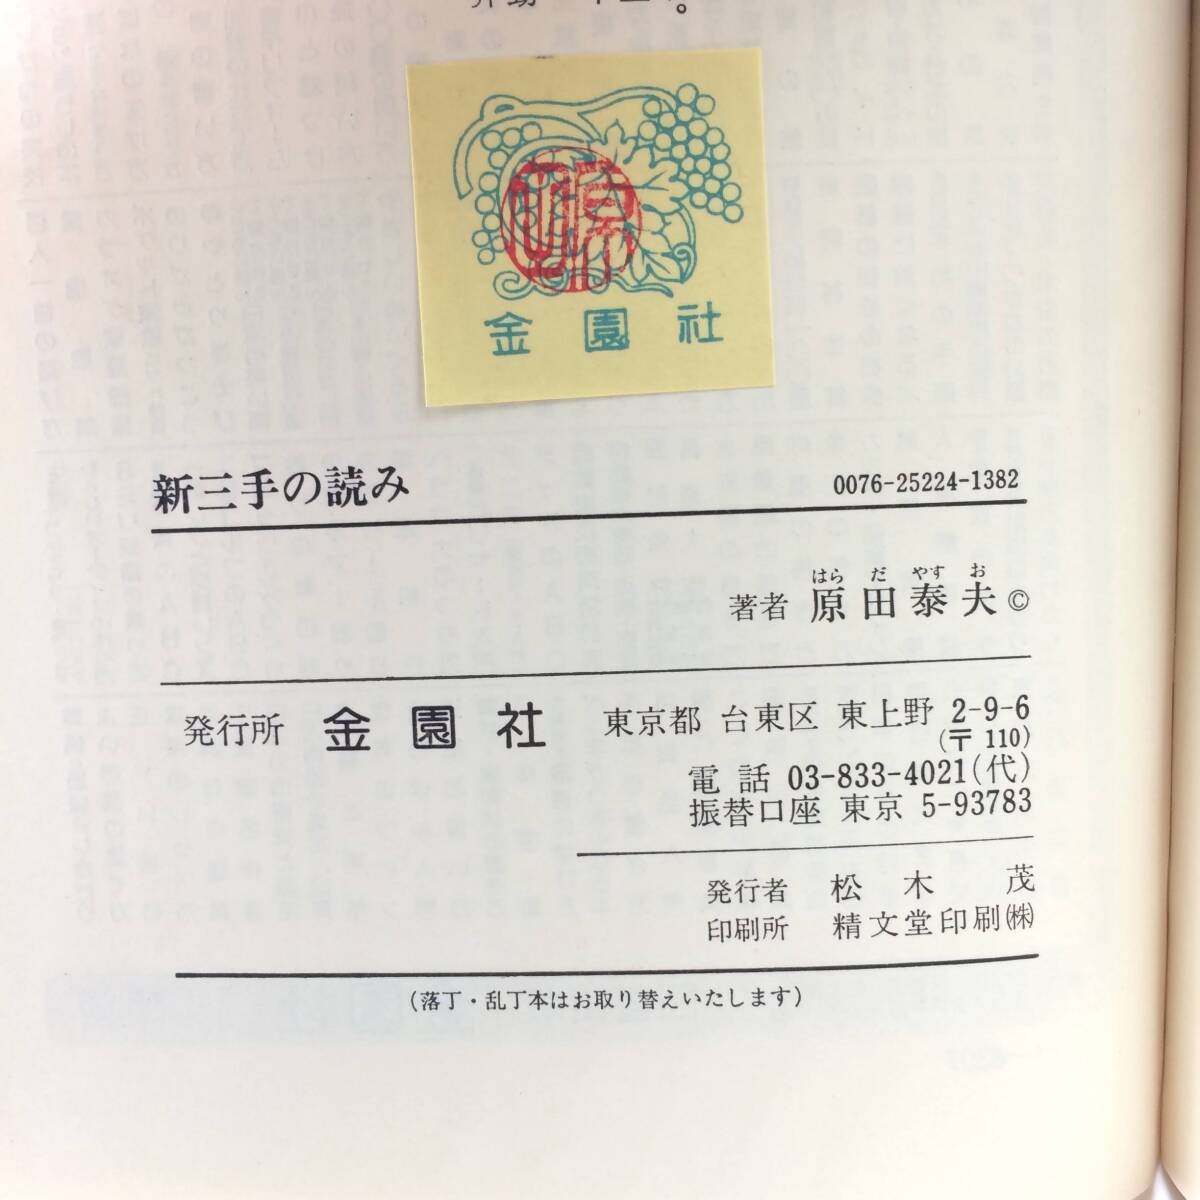 金園社
新三手の読み 0076-25224-1382
はらだやすお
著者 原田泰夫©
発行所 金園社 東京都 台東区 東上野 2-9-6
(〒110)
電話 03-833-4021(代)
振替口座 東京 5-93783
発行者 松木茂
印刷所 精文堂印刷㈱
(落丁・乱丁本はお取り替えいたします)